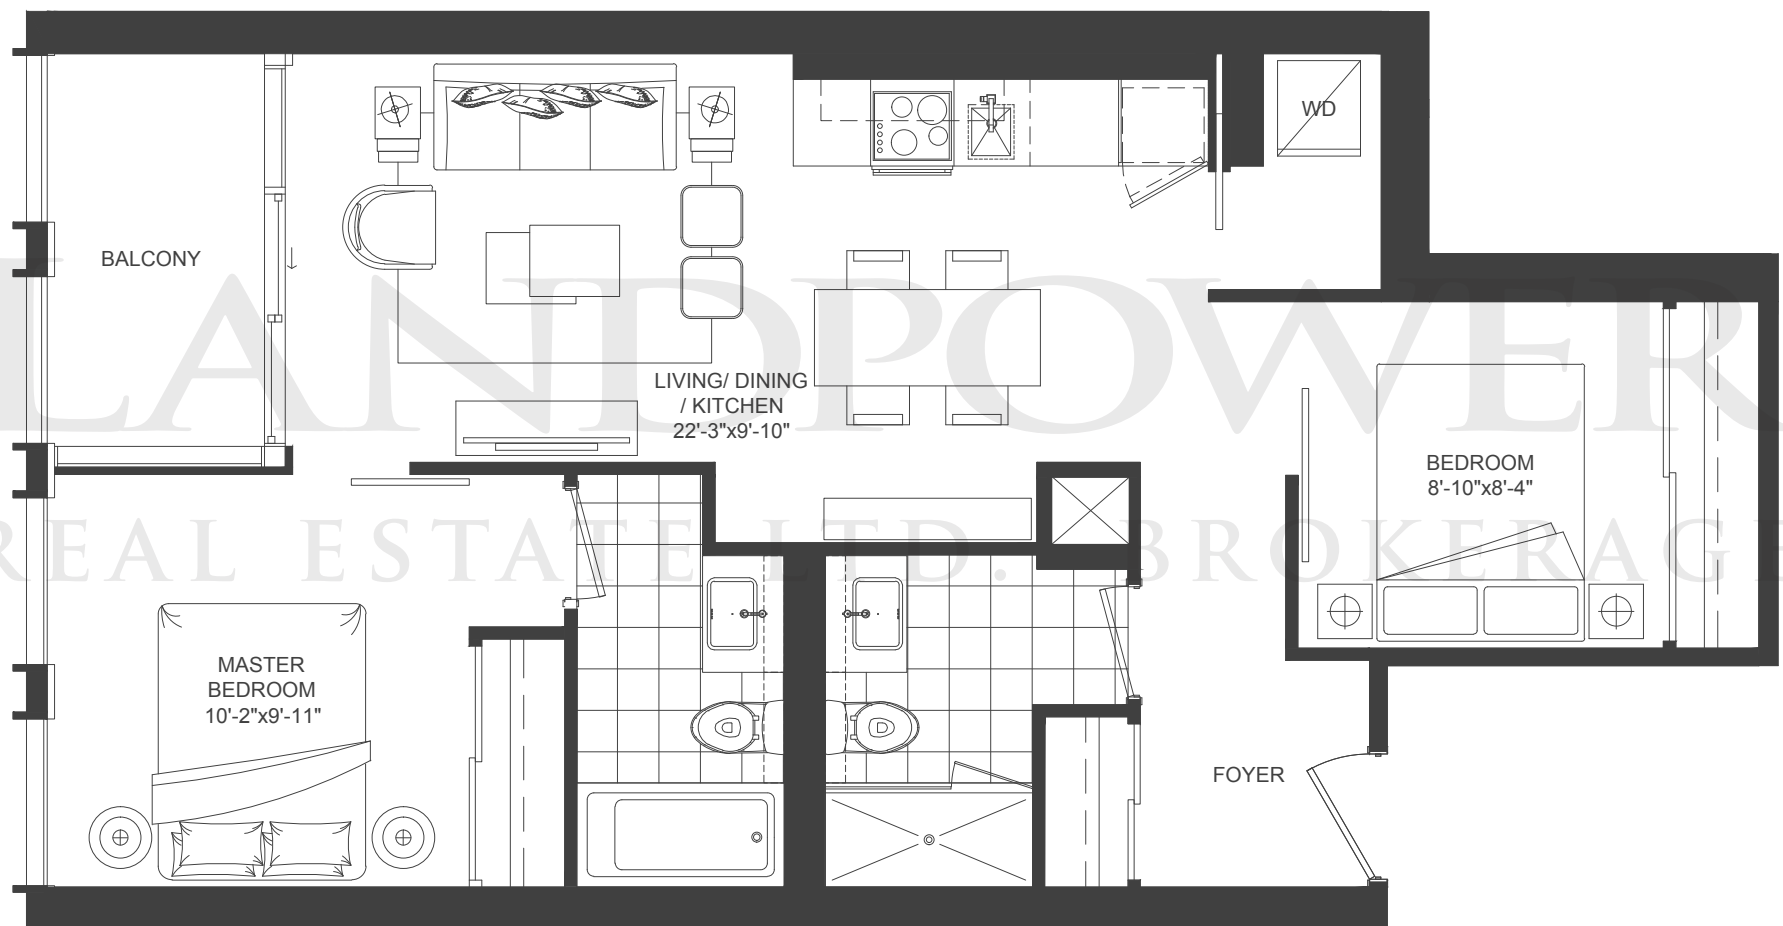 WD
BALCONY
LANDPOWER
LIVING/ DINING
/ KITCHEN
22'-3"x9'-10"
BEDROOM
8'-10"x8'-4"
REAL ESTATE LTD. BROKERAGE
MASTER
BEDROOM
10'-2"x9'-11"
FOYER